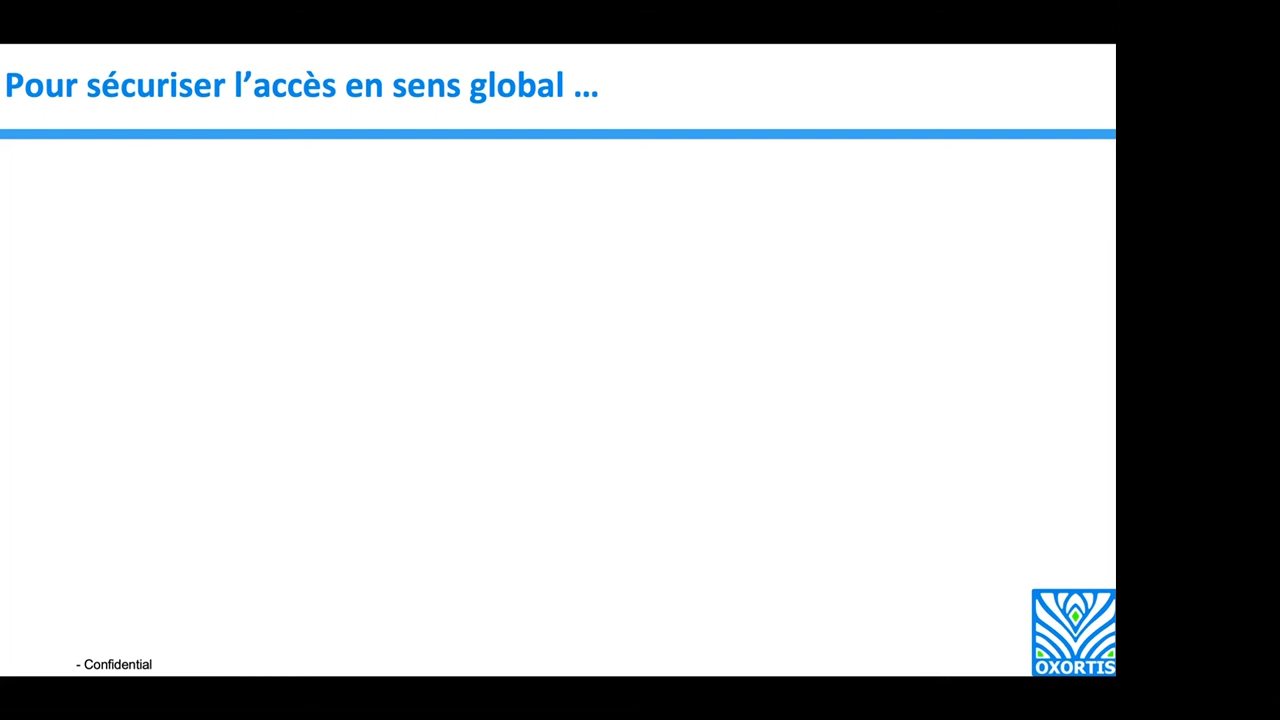 Pour sécuriser l’accès en sens global …
- Confidential
OXORTIS